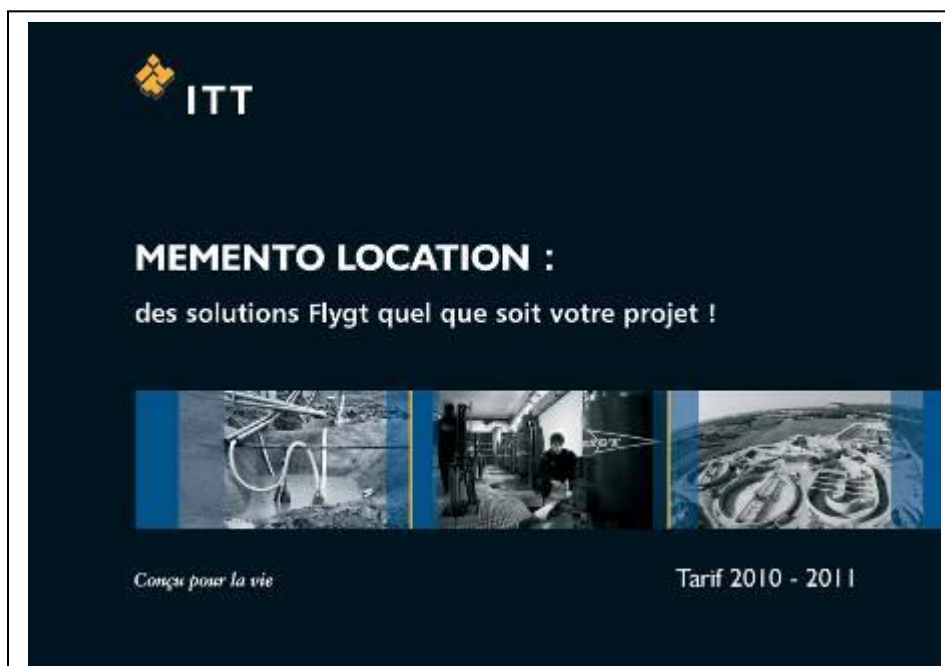 ITT
MEMENTO LOCATION :
des solutions Flygt quel que soit votre projet !
Conçu pour la vie
Tarif 2010 - 2011